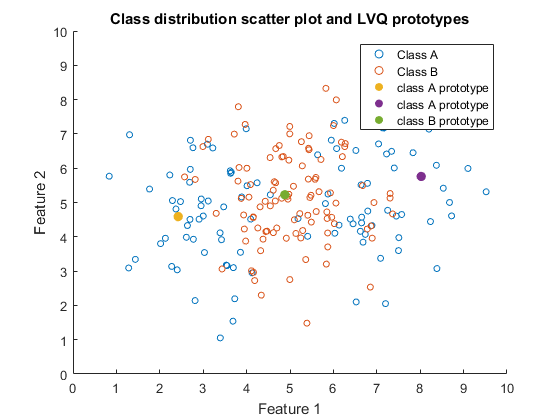 Class distribution scatter plot and LVQ prototypes
Class A
Class B
class A prototype
class A prototype
class B prototype
10
9
8
7
6
5
4
3
2
1
0
Feature 2
0 1 2 3 4 5 6 7 8 9 10
Feature 1